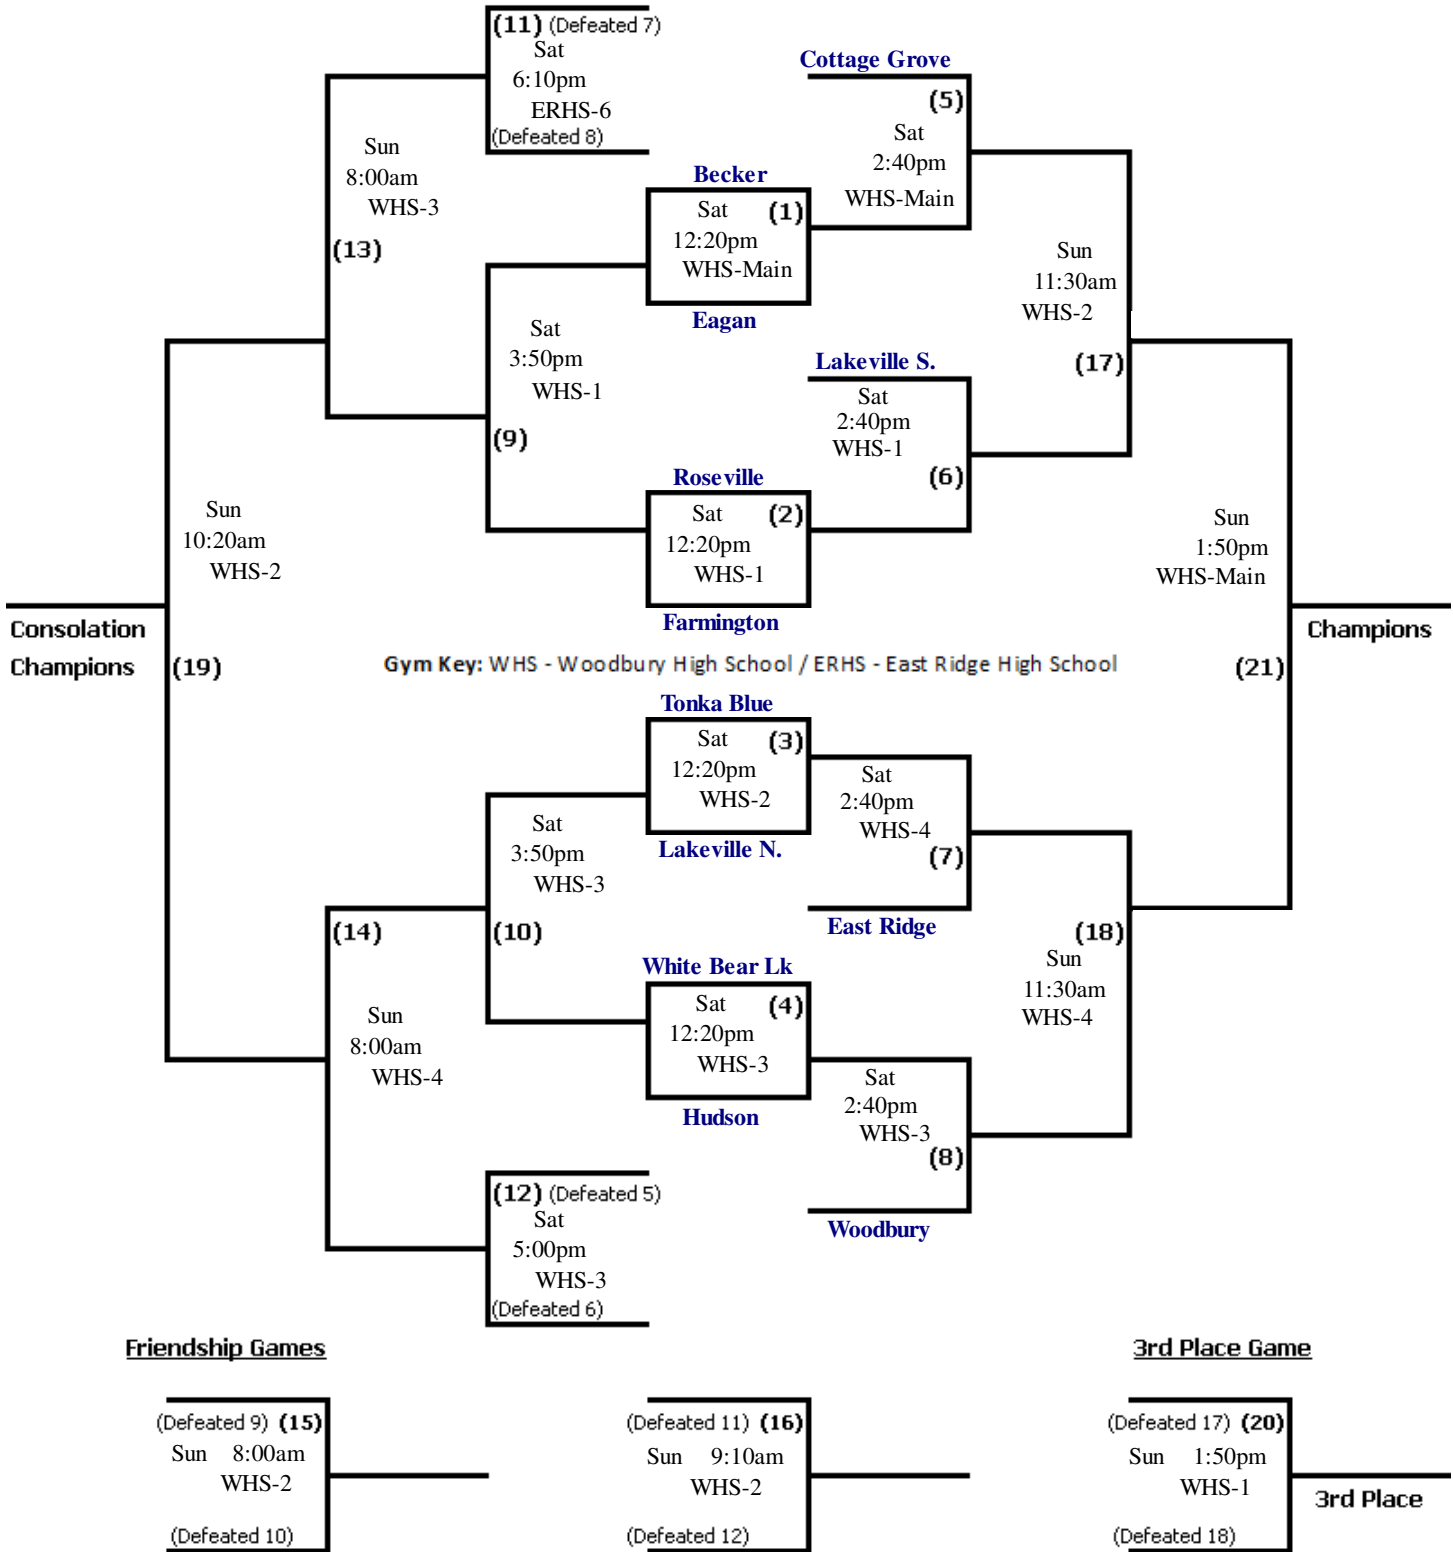 (11) (Defeated 7)
Sat
6:10pm
ERHS-6
(Defeated 8)
Cottage Grove
(5)
Sat
2:40pm
WHS-Main
Sun
8:00am
WHS-3
(13)
Becker
Sat (1)
12:20pm
WHS-Main
Eagan
Sun
11:30am
WHS-2
(17)
Sat
3:50pm
WHS-1
(9)
Lakeville S.
Sat
2:40pm
WHS-1
(6)
Roseville
Sat (2)
12:20pm
WHS-1
Farmington
Sun
10:20am
WHS-2
Consolation
Champions (19)
Sun
1:50pm
WHS-Main
Champions
(21)
Gym Key: WHS - Woodbury High School / ERHS - East Ridge High School
Tonka Blue
Sat (3)
12:20pm
WHS-2
Lakeville N.
Sat
2:40pm
WHS-4
(7)
East Ridge
Sat
3:50pm
WHS-3
(10)
(14)
Sun
8:00am
WHS-4
White Bear Lk
Sat (4)
12:20pm
WHS-3
Hudson
(18)
Sun
11:30am
WHS-4
Sat
2:40pm
WHS-3
(8)
Woodbury
(12) (Defeated 5)
Sat
5:00pm
WHS-3
(Defeated 6)
Friendship Games
3rd Place Game
(Defeated 9) (15)
Sun 8:00am
WHS-2
(Defeated 10)
(Defeated 11) (16)
Sun 9:10am
WHS-2
(Defeated 12)
(Defeated 17) (20)
Sun 1:50pm
WHS-1
(Defeated 18)
3rd Place